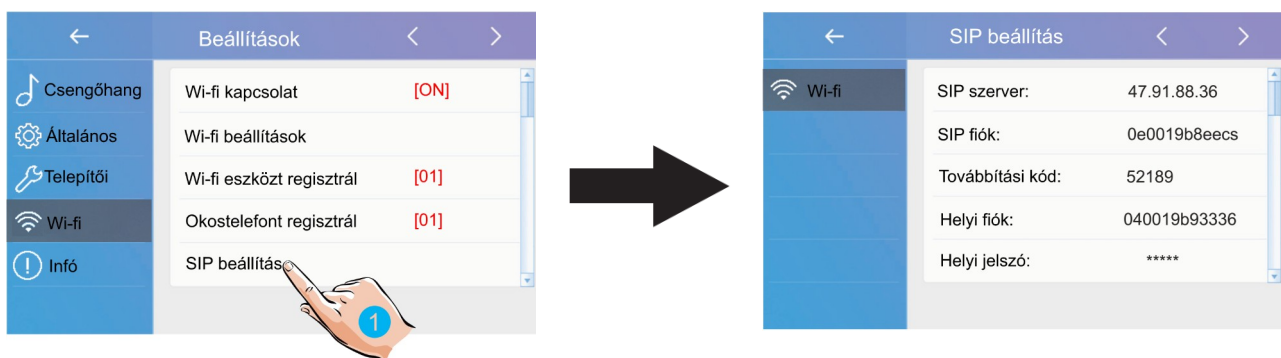 Beállítások
Csengőhang
Általános
Telepítői
Wi-fi
Infó
Wi-fi kapcsolat [ON]
Wi-fi beállítások
Wi-fi eszközt regisztrál [01]
Okostelefont regisztrál [01]
SIP beállítás
1
SIP beállítás
Wi-fi
SIP szerver: 47.91.88.36
SIP fiók: 0e0019b8eecs
Továbbítási kód: 52189
Helyi fiók: 040019b93336
Helyi jelszó: *****